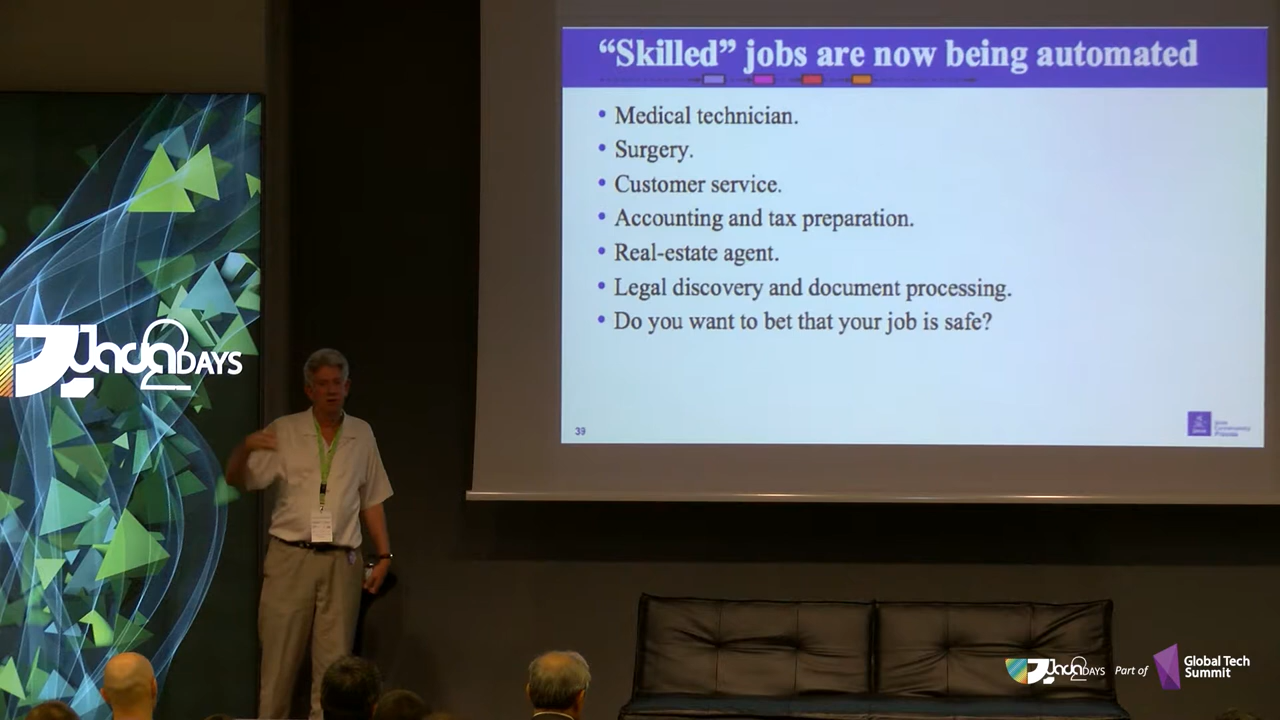 “Skilled” jobs are now being automated
• Medical technician.
• Surgery.
• Customer service.
• Accounting and tax preparation.
• Real-estate agent.
• Legal discovery and document processing.
• Do you want to bet that your job is safe?
39
Java2DAYS
Java2DAYS Part of Global Tech
Summit